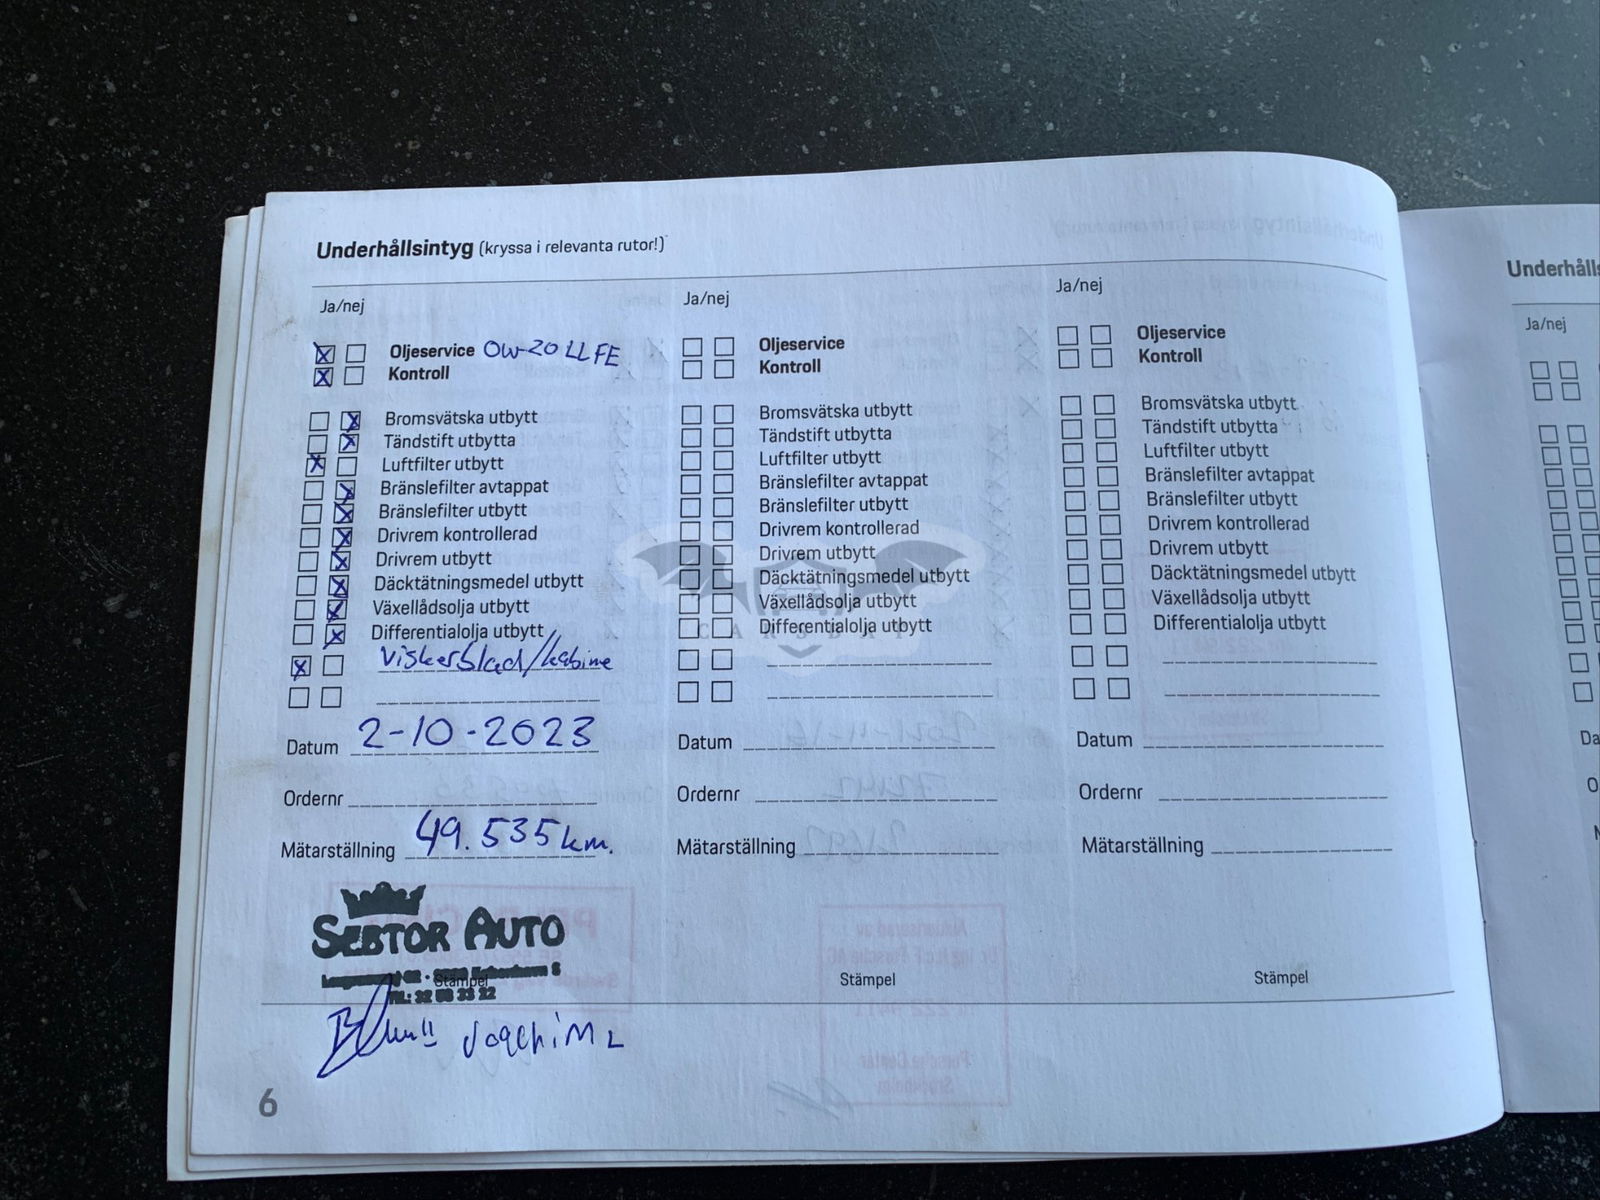 Underhållsintyg (kryssa i relevanta rutor!)
Ja/nej
Oljeservice OW-20 LL FE
Kontroll
Bromsvätska utbytt
Tändstift utbytta
Luftfilter utbytt
Bränslefilter avtappat
Bränslefilter utbytt
Drivrem kontrollerad
Drivrem utbytt
Däcktätningsmedel utbytt
Växellådsolja utbytt
Differentialolja utbytt
Viskerblad/kabine
Datum 2-10-2023
Ordernr
Mätarställning 49.535 km.
SEBTOR AUTO
København S
Stämpel
Joachim L
Ja/nej
Oljeservice
Kontroll
Bromsvätska utbytt
Tändstift utbytta
Luftfilter utbytt
Bränslefilter avtappat
Bränslefilter utbytt
Drivrem kontrollerad
Drivrem utbytt
Däcktätningsmedel utbytt
Växellådsolja utbytt
Differentialolja utbytt
Datum
Ordernr
Mätarställning
Stämpel
Ja/nej
Oljeservice
Kontroll
Bromsvätska utbytt
Tändstift utbytta
Luftfilter utbytt
Bränslefilter avtappat
Bränslefilter utbytt
Drivrem kontrollerad
Drivrem utbytt
Däcktätningsmedel utbytt
Växellådsolja utbytt
Differentialolja utbytt
Datum
Ordernr
Mätarställning
Stämpel
6
Underhålls
Ja/nej
Da
O